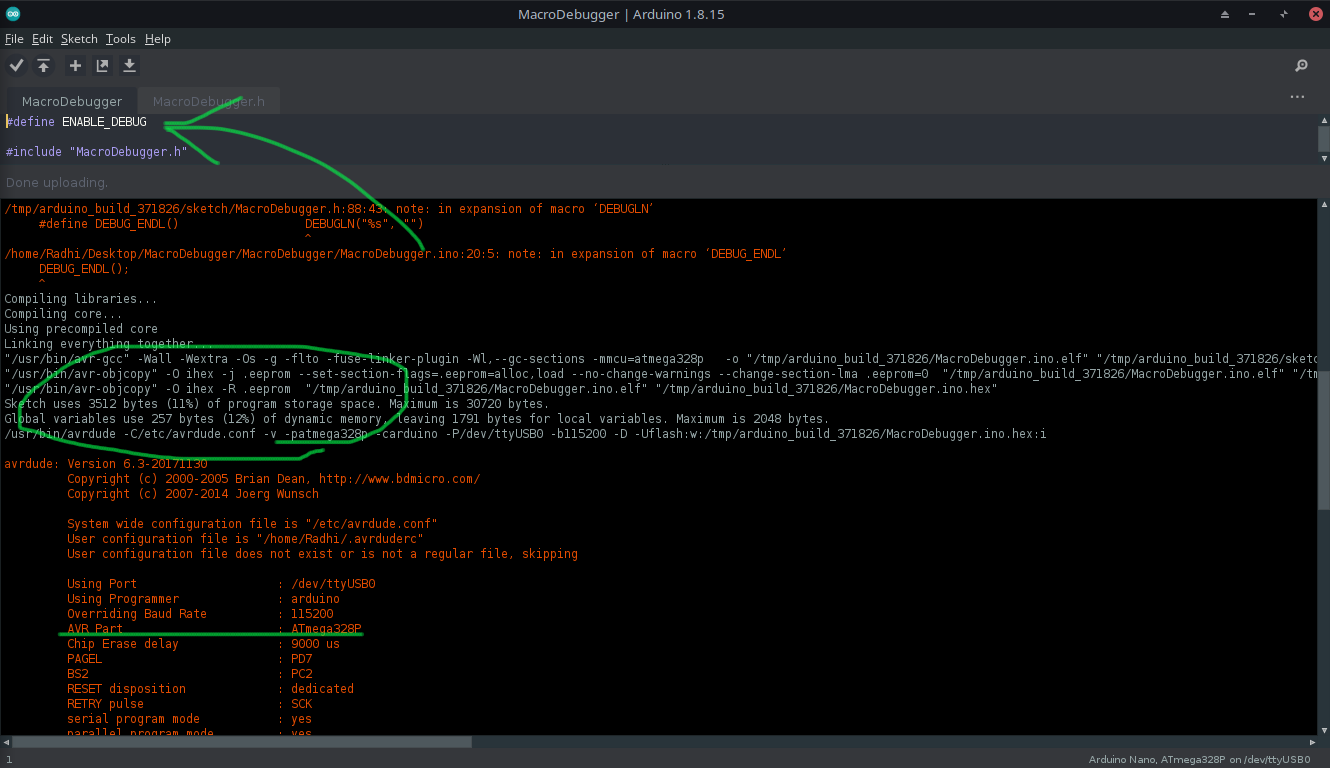 MacroDebugger | Arduino 1.8.15
File Edit Sketch Tools Help
MacroDebugger MacroDebugger.h
#define ENABLE_DEBUG
#include "MacroDebugger.h"
Done uploading.
/tmp/arduino_build_371826/sketch/MacroDebugger.h:88:43: note: in expansion of macro ‘DEBUGLN’
#define DEBUG_ENDL() DEBUGLN("%s", "")
^
/home/Radhi/Desktop/MacroDebugger/MacroDebugger/MacroDebugger.ino:20:5: note: in expansion of macro ‘DEBUG_ENDL’
DEBUG_ENDL();
^
Compiling libraries...
Compiling core...
Using precompiled core
Linking everything together...
"/usr/bin/avr-gcc" -Wall -Wextra -Os -g -flto -fuse-linker-plugin -Wl,--gc-sections -mmcu=atmega328p -o "/tmp/arduino_build_371826/MacroDebugger.ino.elf" "/tmp/arduino_build_371826/sketc
"/usr/bin/avr-objcopy" -O ihex -j .eeprom --set-section-flags=.eeprom=alloc,load --no-change-warnings --change-section-lma .eeprom=0 "/tmp/arduino_build_371826/MacroDebugger.ino.elf" "/tm
"/usr/bin/avr-objcopy" -O ihex -R .eeprom "/tmp/arduino_build_371826/MacroDebugger.ino.elf" "/tmp/arduino_build_371826/MacroDebugger.ino.hex"
Sketch uses 3512 bytes (11%) of program storage space. Maximum is 30720 bytes.
Global variables use 257 bytes (12%) of dynamic memory, leaving 1791 bytes for local variables. Maximum is 2048 bytes.
/usr/bin/avrdude -C/etc/avrdude.conf -v -patmega328p -carduino -P/dev/ttyUSB0 -b115200 -D -Uflash:w:/tmp/arduino_build_371826/MacroDebugger.ino.hex:i
avrdude: Version 6.3-20171130
Copyright (c) 2000-2005 Brian Dean, http://www.bdmicro.com/
Copyright (c) 2007-2014 Joerg Wunsch
System wide configuration file is "/etc/avrdude.conf"
User configuration file is "/home/Radhi/.avrduderc"
User configuration file does not exist or is not a regular file, skipping
Using Port : /dev/ttyUSB0
Using Programmer : arduino
Overriding Baud Rate : 115200
AVR Part : ATmega328P
Chip Erase delay : 9000 us
PAGEL : PD7
BS2 : PC2
RESET disposition : dedicated
RETRY pulse : SCK
serial program mode : yes
parallel program mode : yes
1 Arduino Nano, ATmega328P on /dev/ttyUSB0